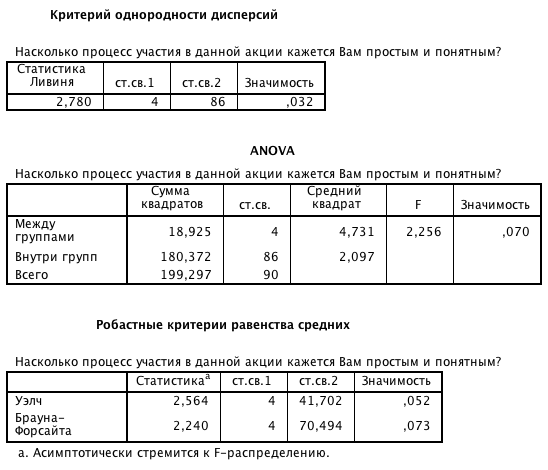 Критерий однородности дисперсий
Насколько процесс участия в данной акции кажется Вам простым и понятным?
Статистика Ливиня ст.св.1 ст.св.2 Значимость
2,780 4 86 ,032
ANOVA
Насколько процесс участия в данной акции кажется Вам простым и понятным?
Сумма квадратов ст.св. Средний квадрат F Значимость
Между группами 18,925 4 4,731 2,256 ,070
Внутри групп 180,372 86 2,097
Всего 199,297 90
Робастные критерии равенства средних
Насколько процесс участия в данной акции кажется Вам простым и понятным?
Статистикаa ст.св.1 ст.св.2 Значимость
Уэлч 2,564 4 41,702 ,052
Брауна-Форсайта 2,240 4 70,494 ,073
a. Асимптотически стремится к F-распределению.